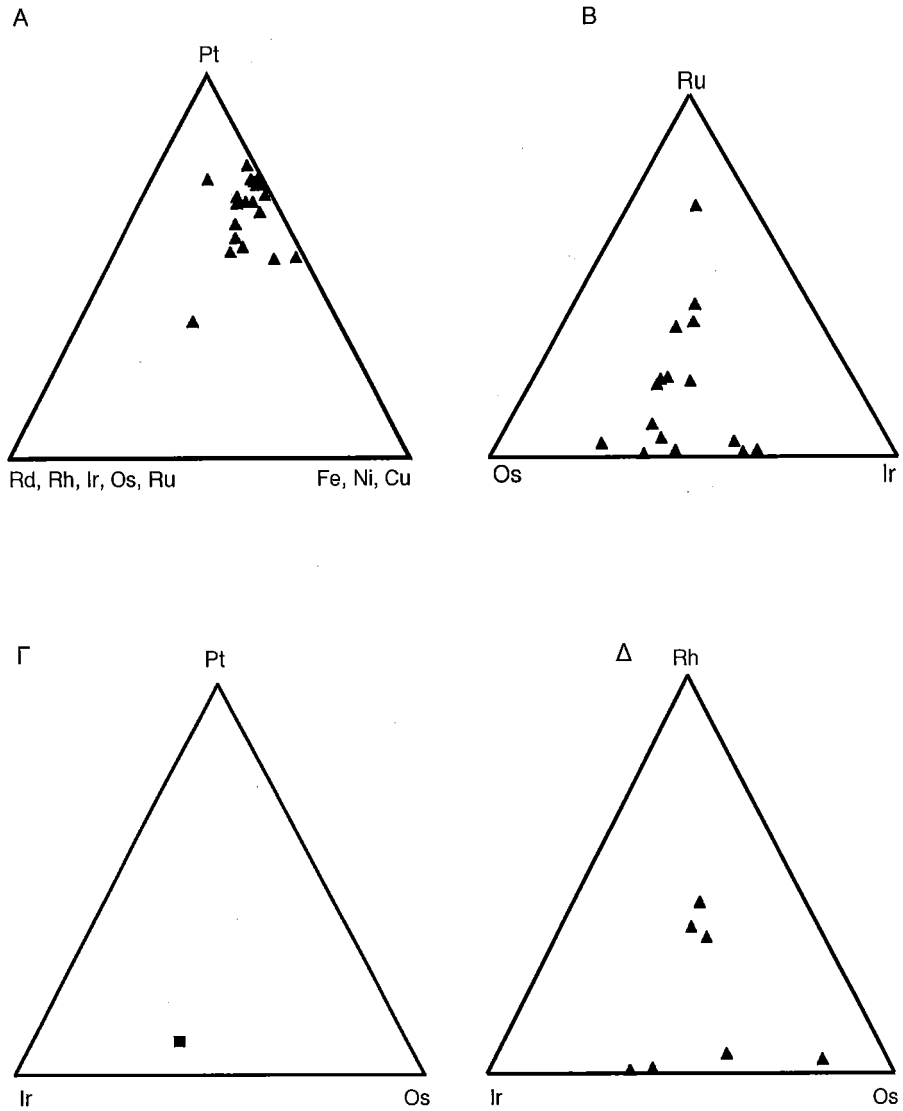 Α
Pt
Rd, Rh, Ir, Os, Ru
Fe, Ni, Cu
Β
Ru
Os
Ir
Γ
Pt
Ir
Os
Δ
Rh
Ir
Os